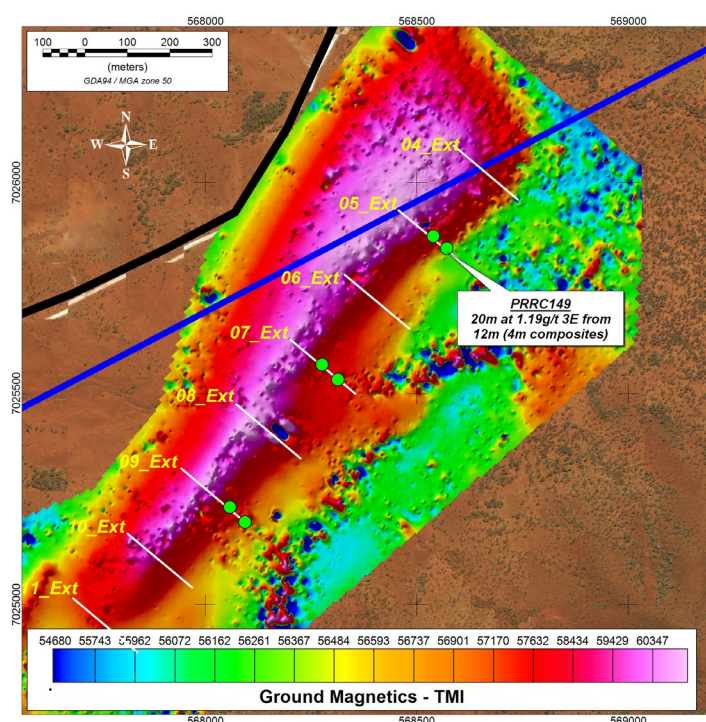 568000 568500 569000
100 0 100 200 300
(meters)
GDA94 / MGA zone 50
N
W E
S
7026000
7025500
7025000
04_Ext
05_Ext
06_Ext
07_Ext
08_Ext
09_Ext
10_Ext
1_Ext
PRRC149
20m at 1.19g/t 3E from
12m (4m composites)
54680 55743 55962 56072 56162 56261 56367 56484 56593 56737 56901 57170 57632 58434 59429 60347
Ground Magnetics - TMI
568000 568500 569000